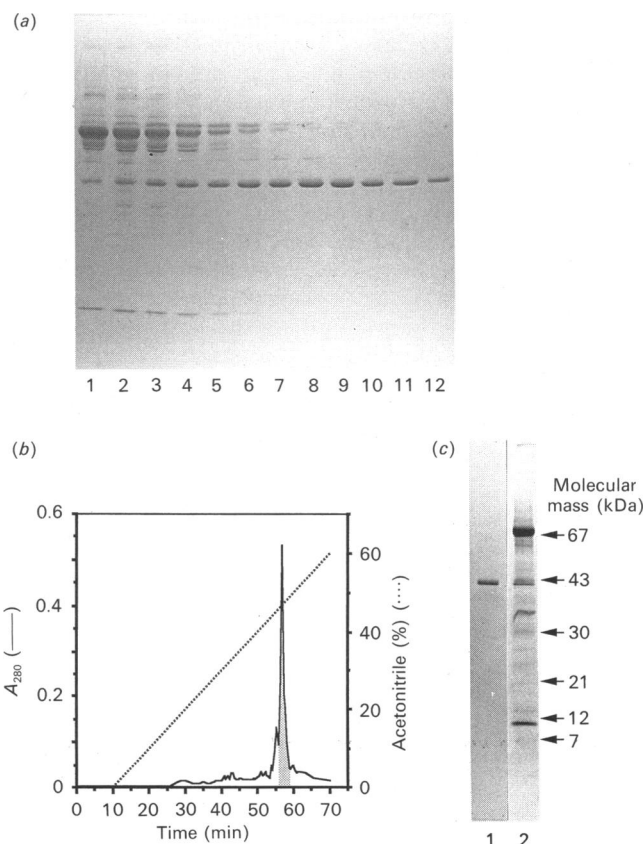 (a)
1 2 3 4 5 6 7 8 9 10 11 12
(b)
0.6
0.4
0.2
0
A280 (——)
60
40
20
0
Acetonitrile (%) (····)
0 10 20 30 40 50 60 70
Time (min)
(c)
Molecular
mass (kDa)
67
43
30
21
12
7
1 2